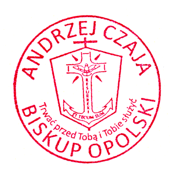 ANDRZEJ CZAJA
Trwać przed Tobą i Tobie służyć
BISKUP OPOLSKI